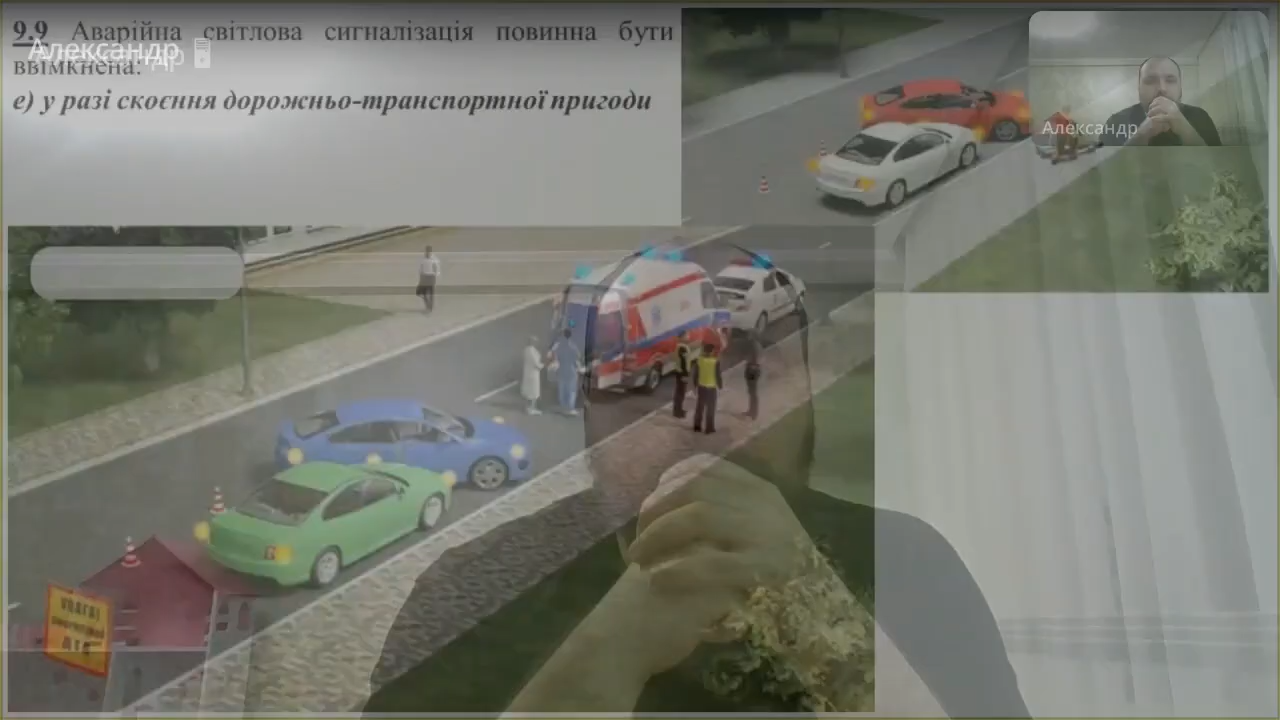 9.9 Аварійна світлова сигналізація повинна бути
Александр
ввімкнена:
е) у разі скоєння дорожньо-транспортної пригоди
Александр
УВАГА!
ДТП